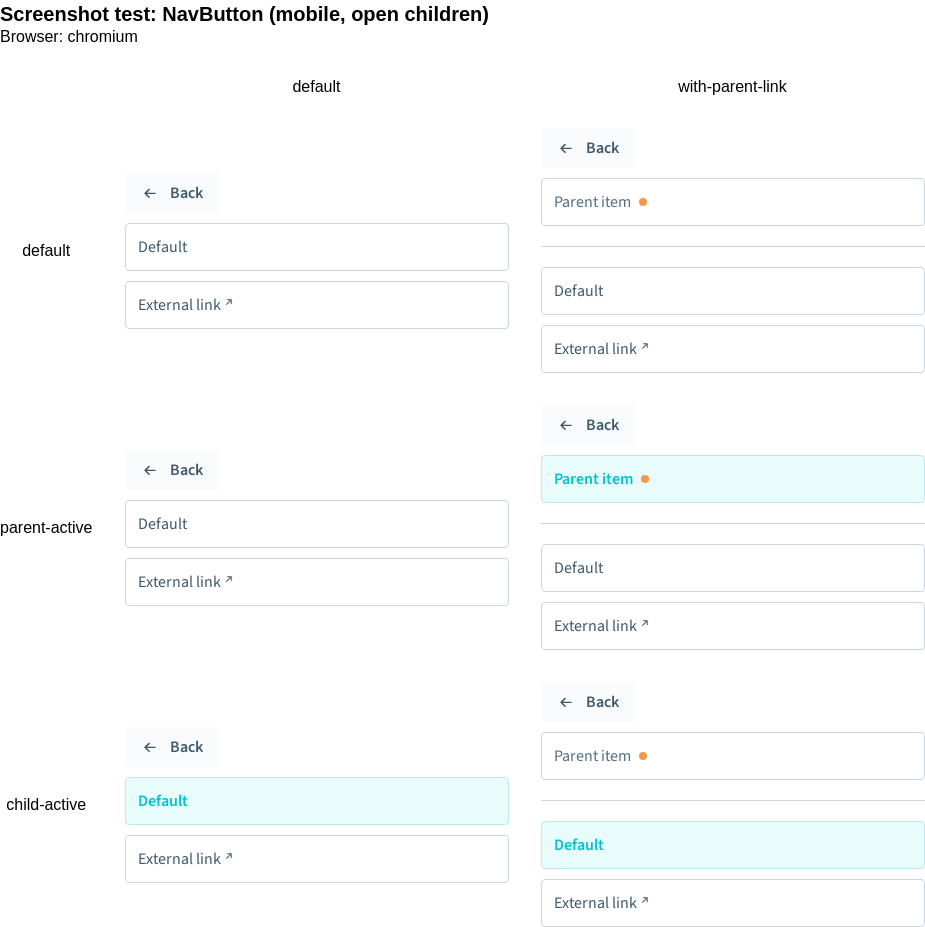 Screenshot test: NavButton (mobile, open children)
Browser: chromium
default with-parent-link
default
← Back
Default
External link ↗
← Back
Parent item
Default
External link ↗
parent-active
← Back
Default
External link ↗
← Back
Parent item
Default
External link ↗
child-active
← Back
Default
External link ↗
← Back
Parent item
Default
External link ↗